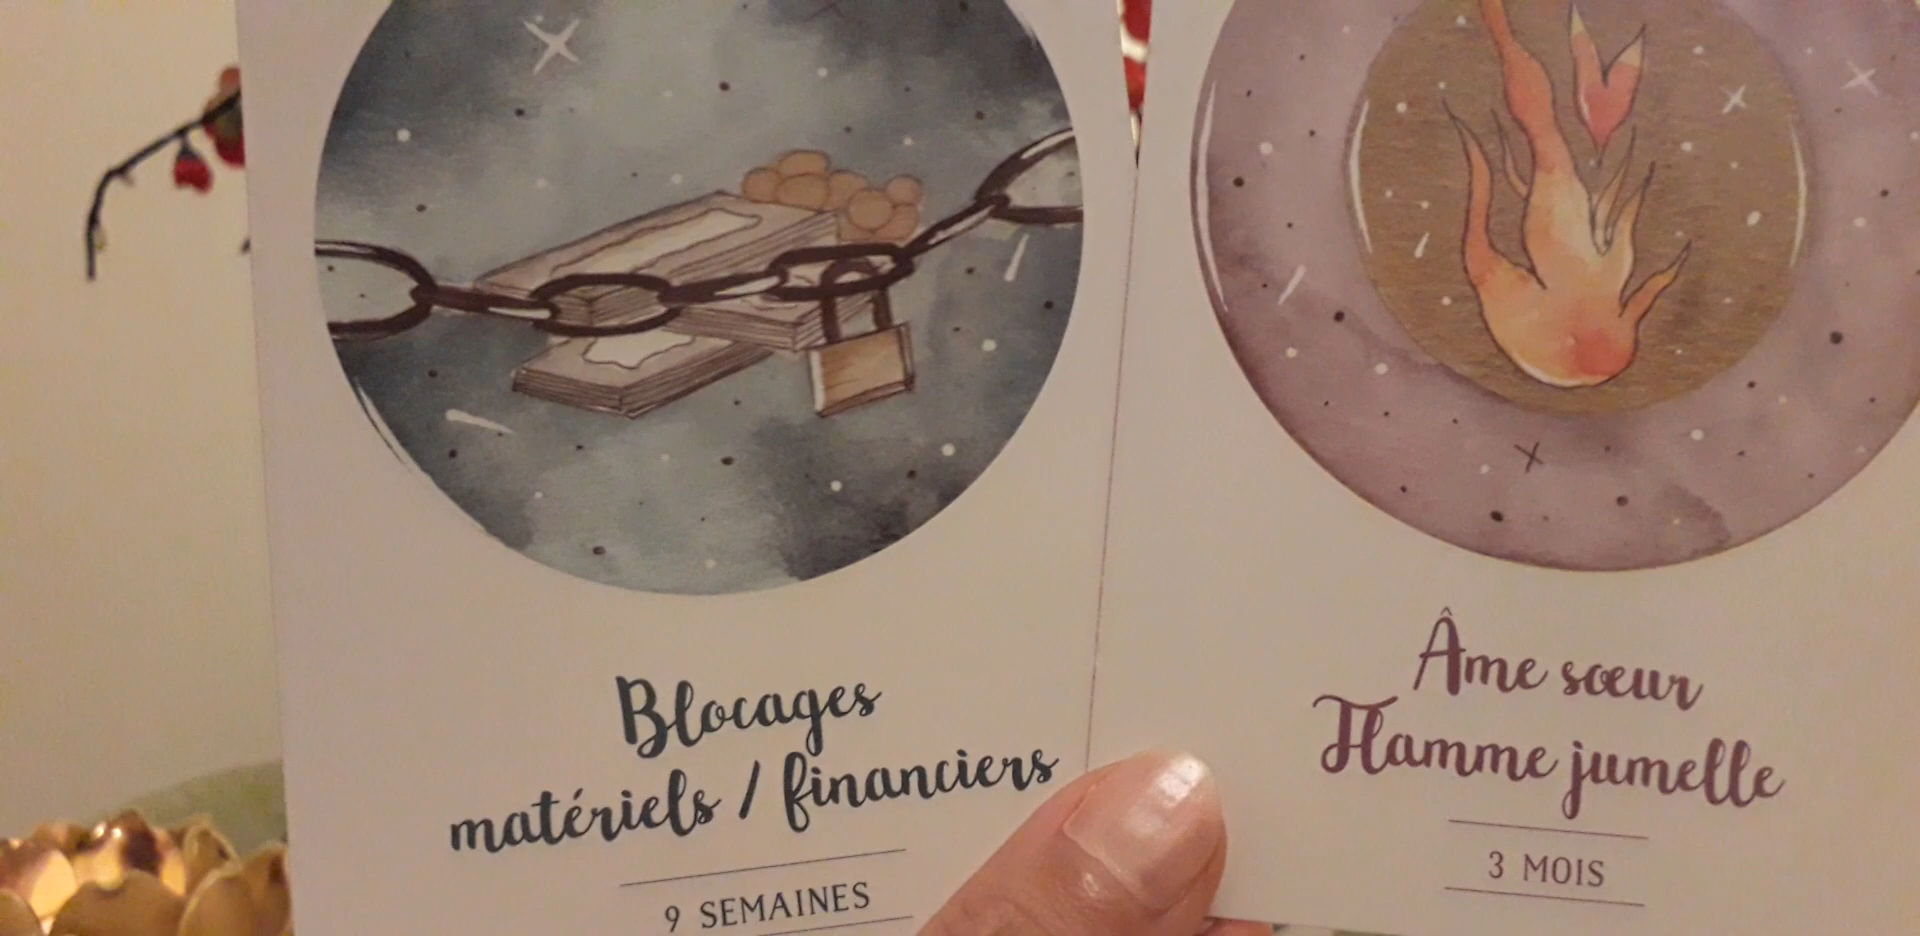 Blocages
matériels / financiers
9 SEMAINES
Âme sœur
Flamme jumelle
3 MOIS